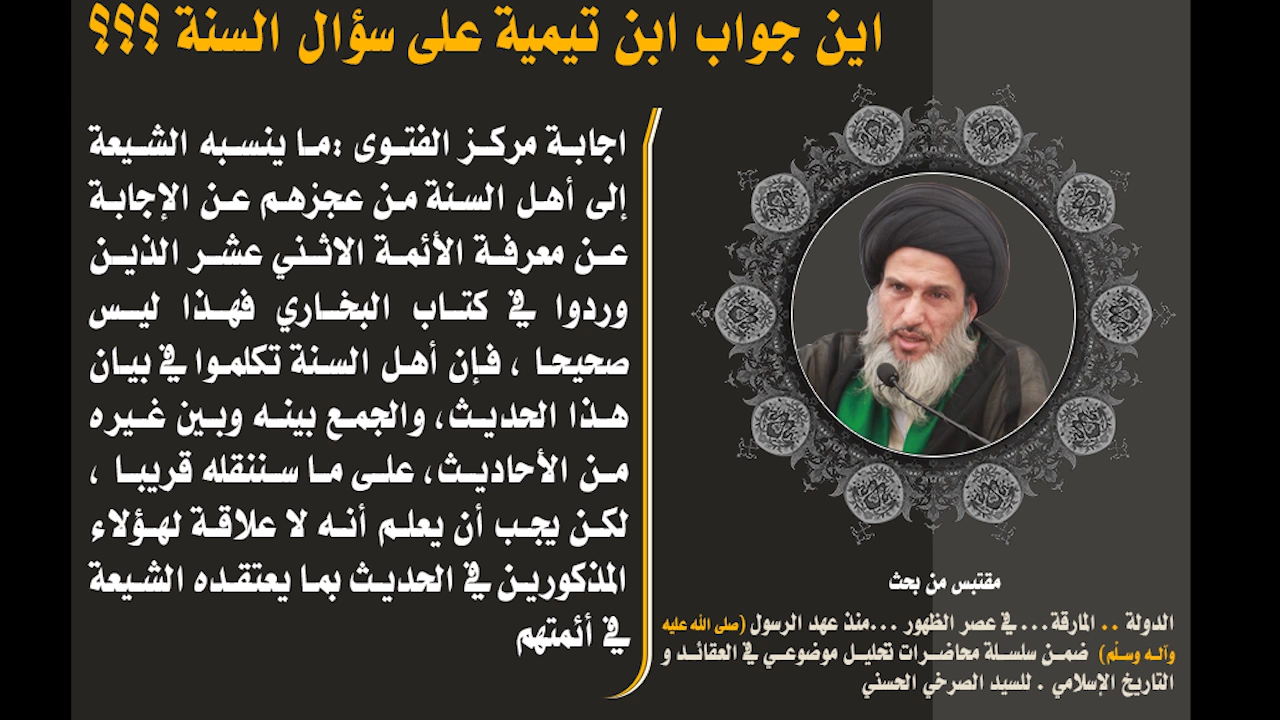 اين جواب ابن تيمية على سؤال السنة ؟؟؟
اجابة مركز الفتوى :ما ينسبه الشيعة
إلى أهل السنة من عجزهم عن الإجابة
عن معرفة الأئمة الاثني عشر الذين
وردوا في كتاب البخاري فهذا ليس
صحيحا ، فإن أهل السنة تكلموا في بيان
هذا الحديث، والجمع بينه وبين غيره
من الأحاديث، على ما سننقله قريبا ،
لكن يجب أن يعلم أنه لا علاقة لهؤلاء
المذكورين في الحديث بما يعتقده الشيعة
في أئمتهم
مقتبس من بحث
الدولة .. المارقة...في عصر الظهور ...منذ عهد الرسول (صلى الله عليه
وآله وسلم) ضمن سلسلة محاضرات تحليل موضوعي في العقائد و
التاريخ الإسلامي . للسيد الصرخي الحسني